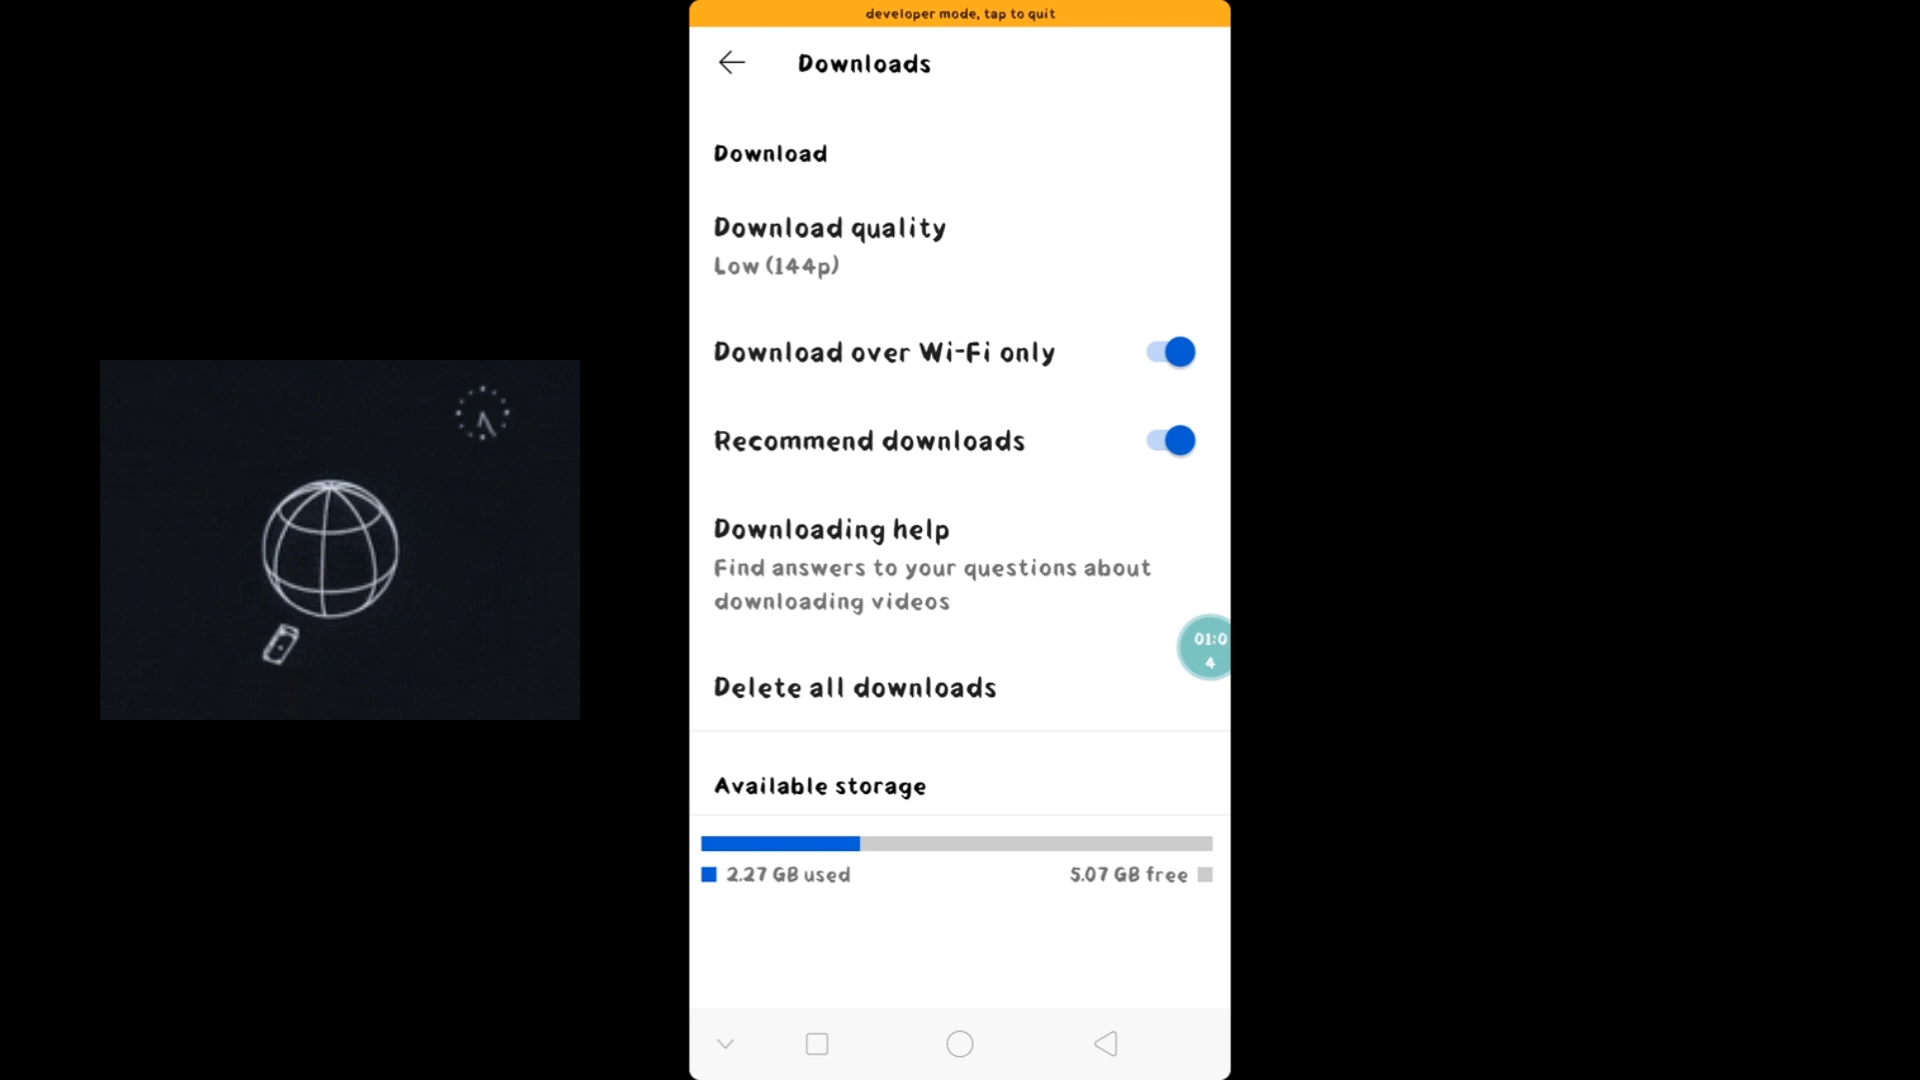 developer mode, tap to quit
Downloads
Download
Download quality
Low (144p)
Download over Wi-Fi only
Recommend downloads
Downloading help
Find answers to your questions about
downloading videos
01:0
4
Delete all downloads
Available storage
2.27 GB used
5.07 GB free